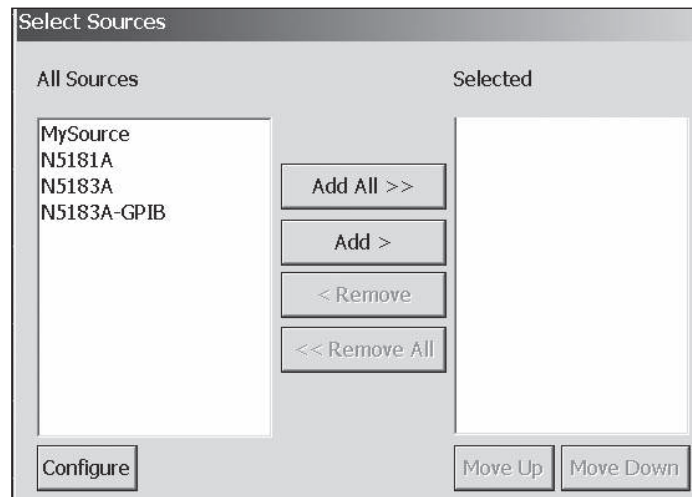 Select Sources
All Sources
Selected
MySource
N5181A
N5183A
N5183A-GPIB
Add All >>
Add >
< Remove
<< Remove All
Configure
Move Up
Move Down